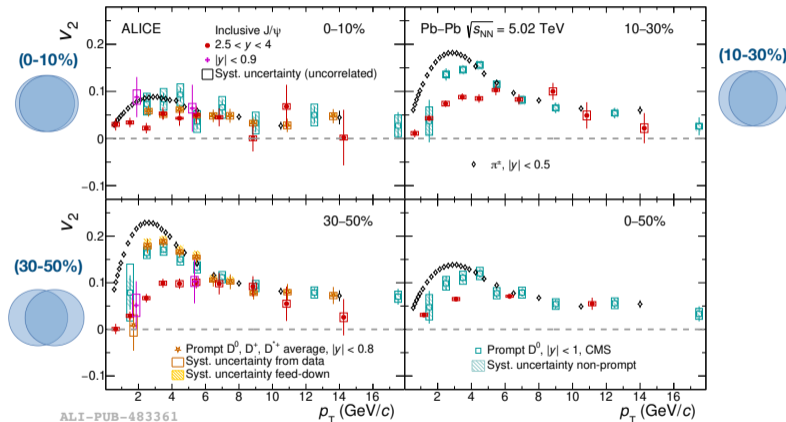 ALICE
Inclusive J/ψ
0–10%
2.5 < y < 4
|y| < 0.9
Syst. uncertainty (uncorrelated)
Pb–Pb √sNN = 5.02 TeV
10–30%
π±, |y| < 0.5
(0-10%)
(10-30%)
v2
0.2
0.1
0
−0.1
30–50%
0–50%
(30-50%)
v2
0.2
0.1
0
−0.1
Prompt D0, D+, D*+ average, |y| < 0.8
Syst. uncertainty from data
Syst. uncertainty feed-down
Prompt D0, |y| < 1, CMS
Syst. uncertainty non-prompt
0 2 4 6 8 10 12 14 16
2 4 6 8 10 12 14 16
pT (GeV/c)
pT (GeV/c)
ALI-PUB-483361